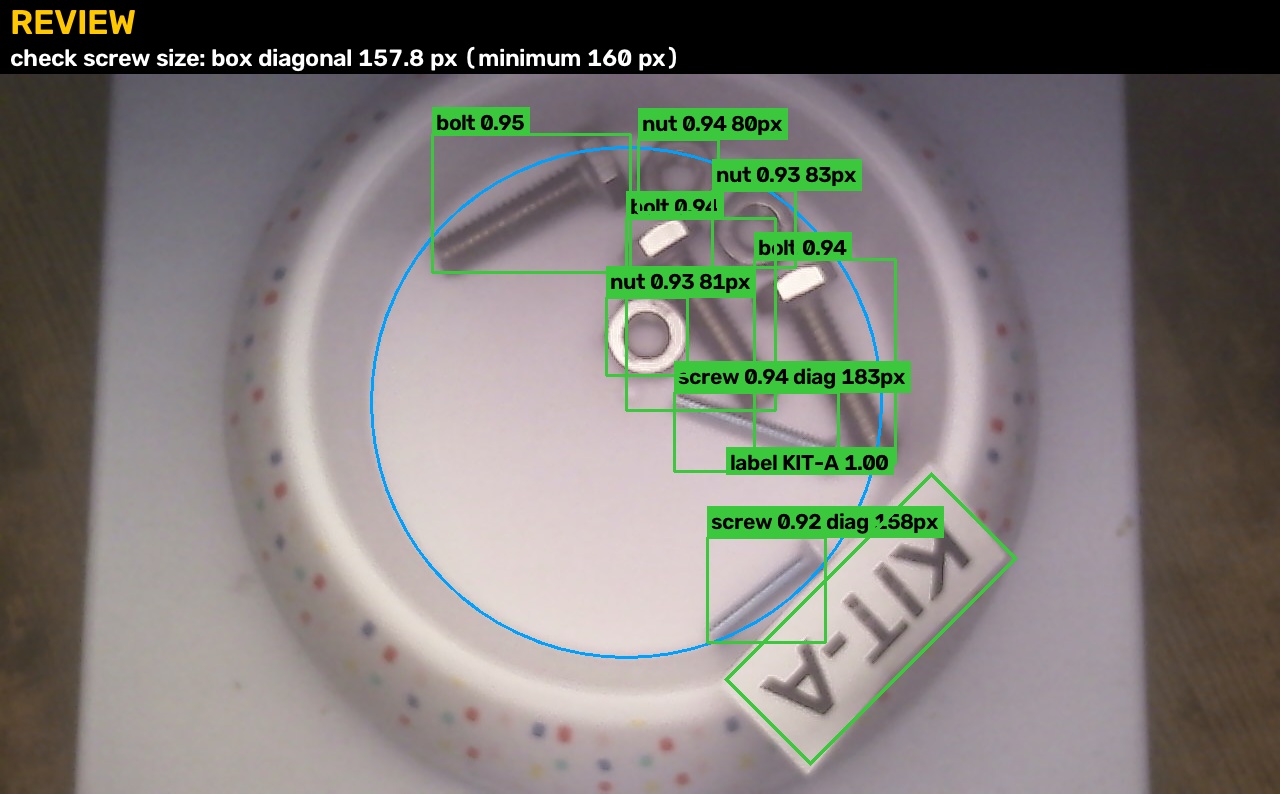 REVIEW
check screw size: box diagonal 157.8 px (minimum 160 px)
bolt 0.95
nut 0.94 80px
nut 0.93 83px
bolt 0.94
bolt 0.94
nut 0.93 81px
screw 0.94 diag 183px
label KIT-A 1.00
screw 0.92 diag 158px
KIT-A